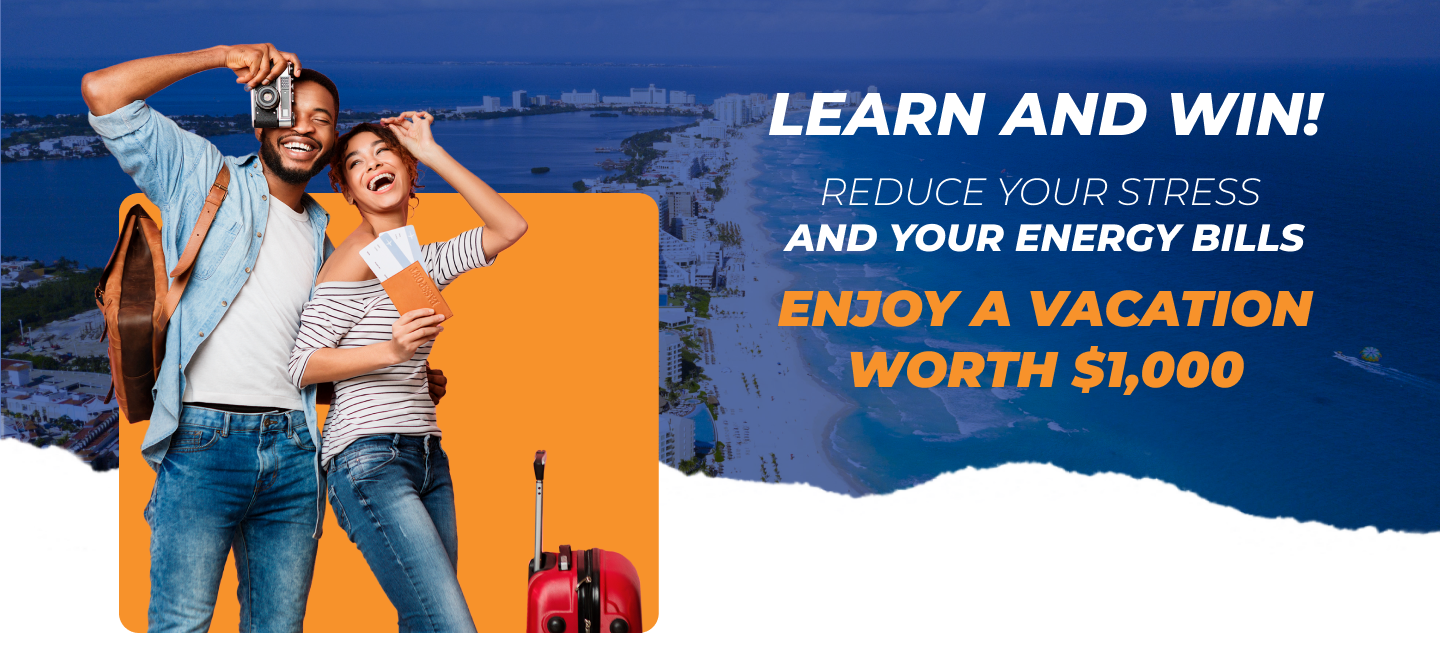 LEARN AND WIN!
REDUCE YOUR STRESS
AND YOUR ENERGY BILLS
ENJOY A VACATION
WORTH $1,000